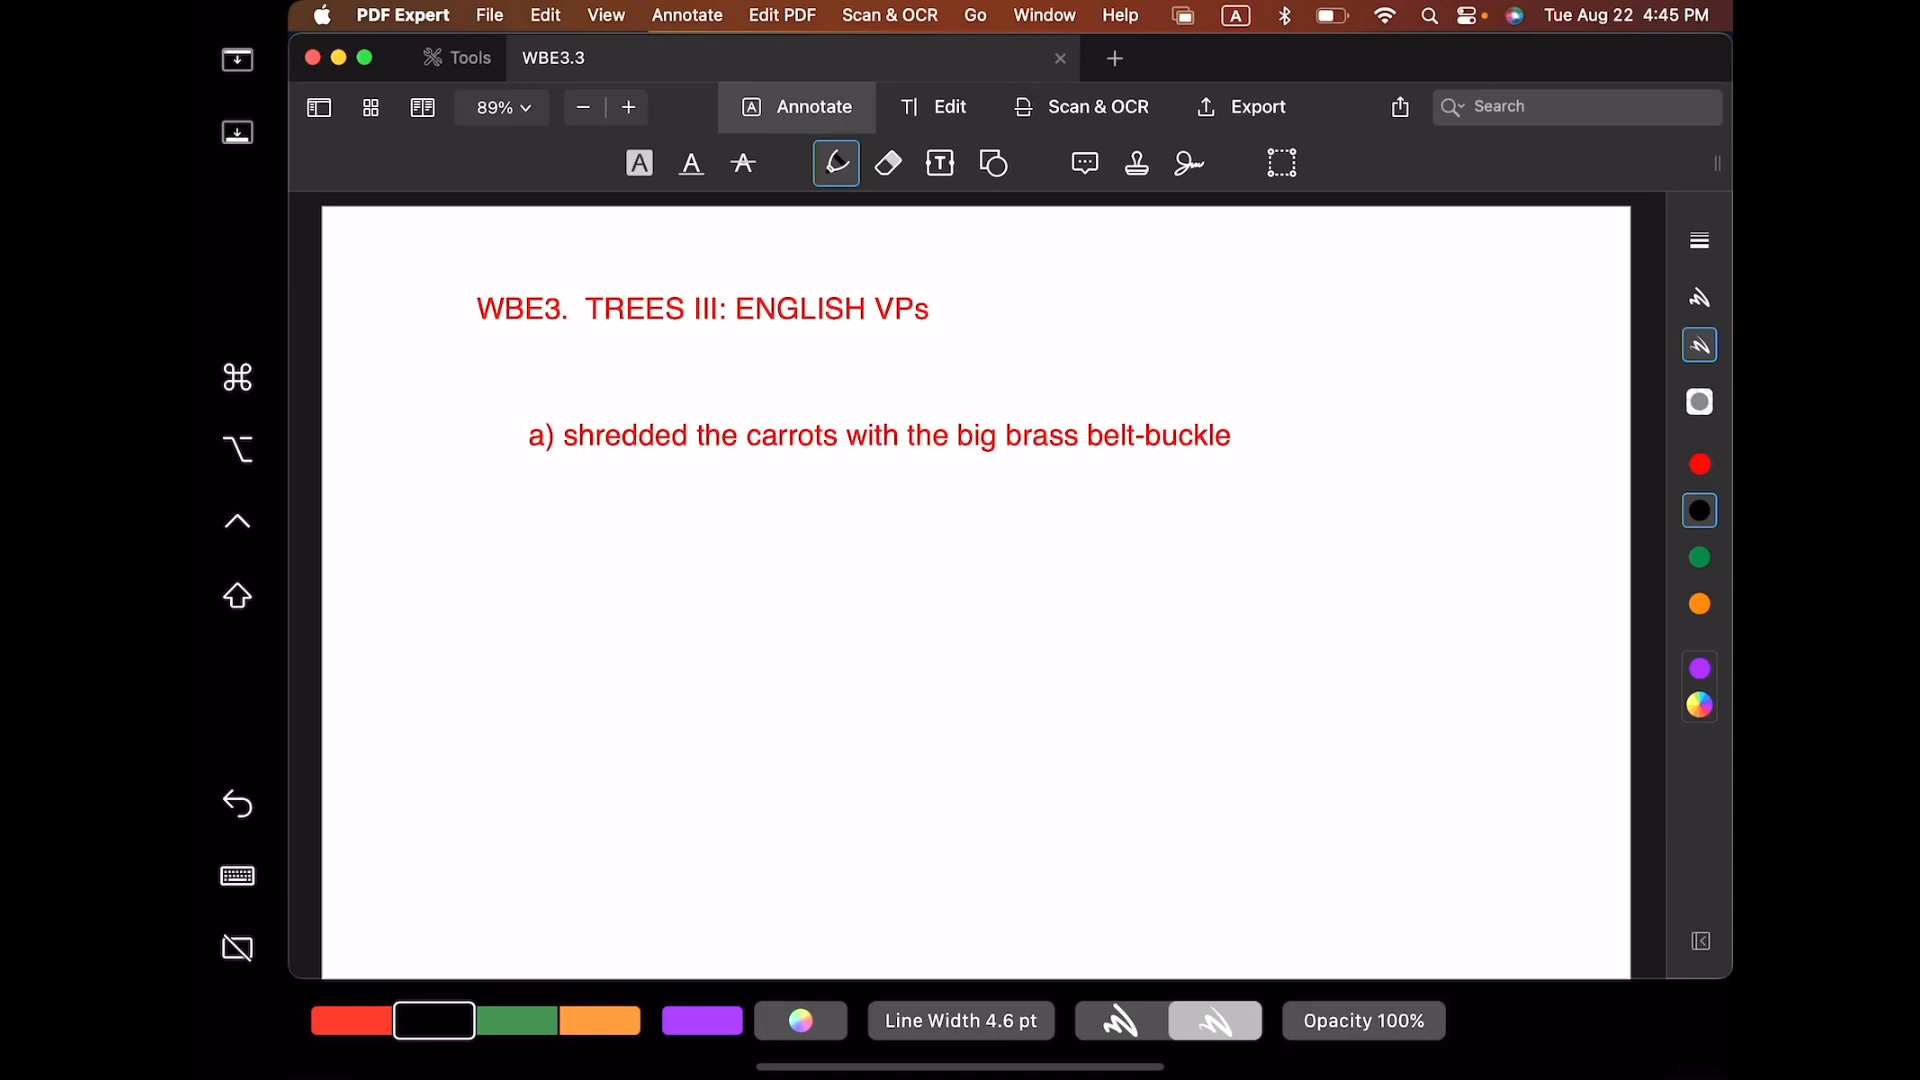 PDF Expert File Edit View Annotate Edit PDF Scan & OCR Go Window Help A Tue Aug 22 4:45 PM
Tools WBE3.3
89% Annotate Edit Scan & OCR Export Search
WBE3. TREES III: ENGLISH VPs
a) shredded the carrots with the big brass belt-buckle
Line Width 4.6 pt Opacity 100%